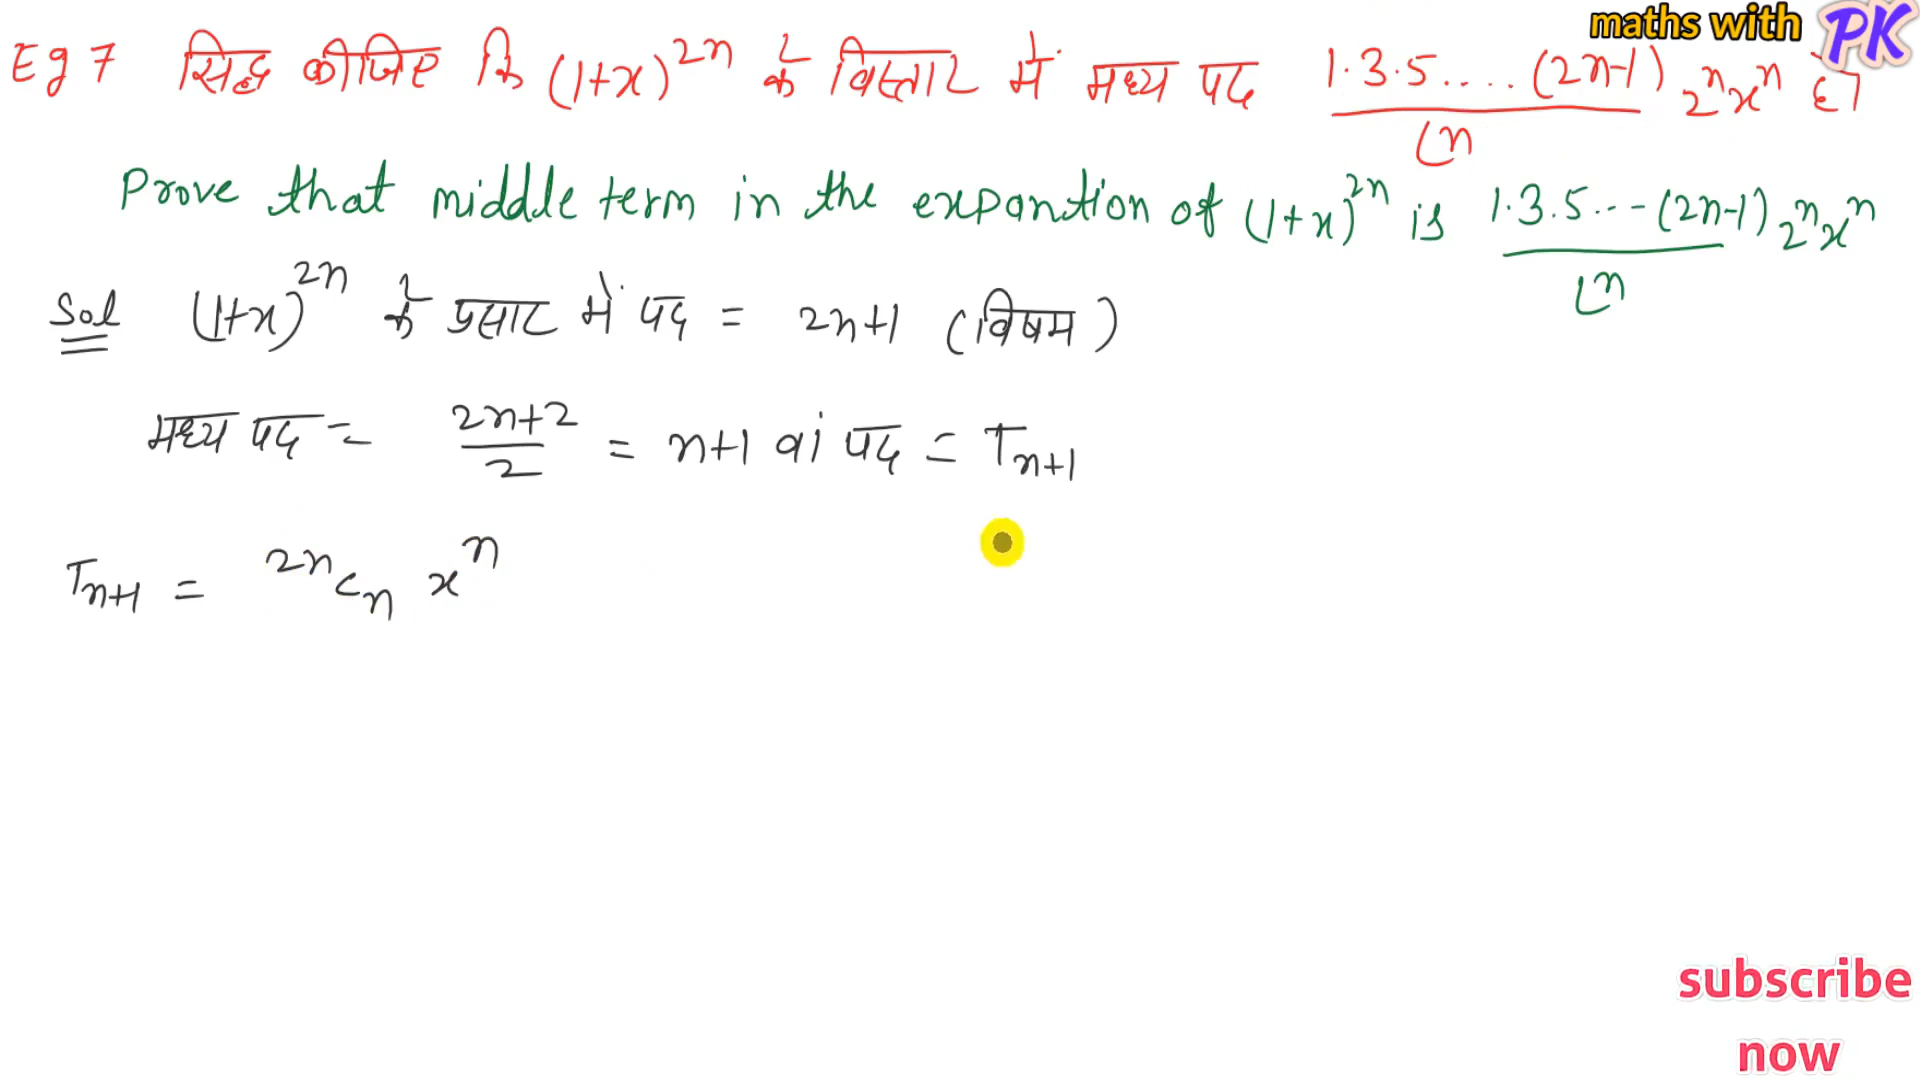 maths with PK
Eg 7 सिद्ध कीजिए कि (1+x)^2n के विस्तार में मध्य पद 1.3.5....(2n-1)/⌊n 2^n x^n है।
Prove that middle term in the expantion of (1+x)^2n is 1.3.5...-(2n-1)/⌊n 2^n x^n
Sol (1+x)^2n के प्रसार में पद = 2n+1 (विषम)
मध्य पद = 2n+2/2 = n+1 वां पद = T_n+1
T_n+1 = ^2n c_n x^n
subscribe
now